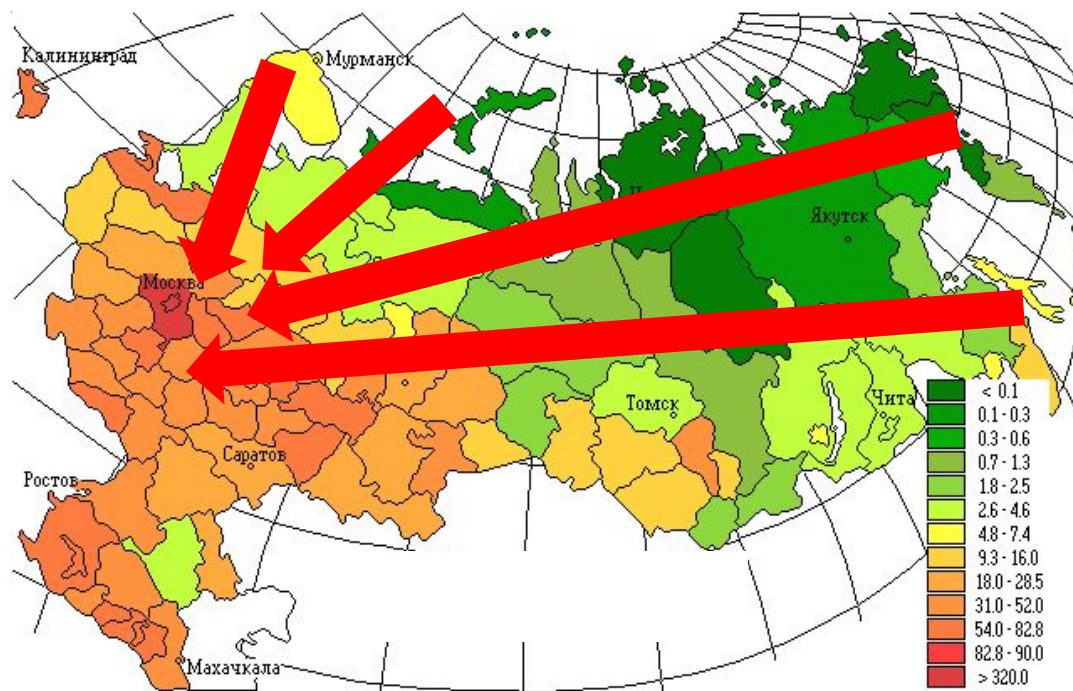 Калининград
Мурманск
Якутск
Москва
Томск
Чита
Саратов
Ростов
Махачкала
< 0.1
0.1 - 0.3
0.3 - 0.6
0.7 - 1.3
1.8 - 2.5
2.6 - 4.6
4.8 - 7.4
9.3 - 16.0
18.0 - 28.5
31.0 - 52.0
54.0 - 82.8
82.8 - 90.0
> 320.0